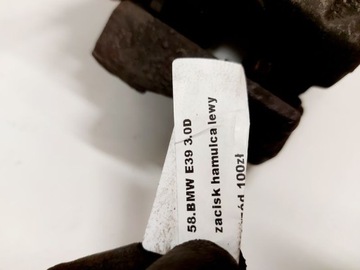 58.BMW E39 3.0D
zacisk hamulca lewy
100zł